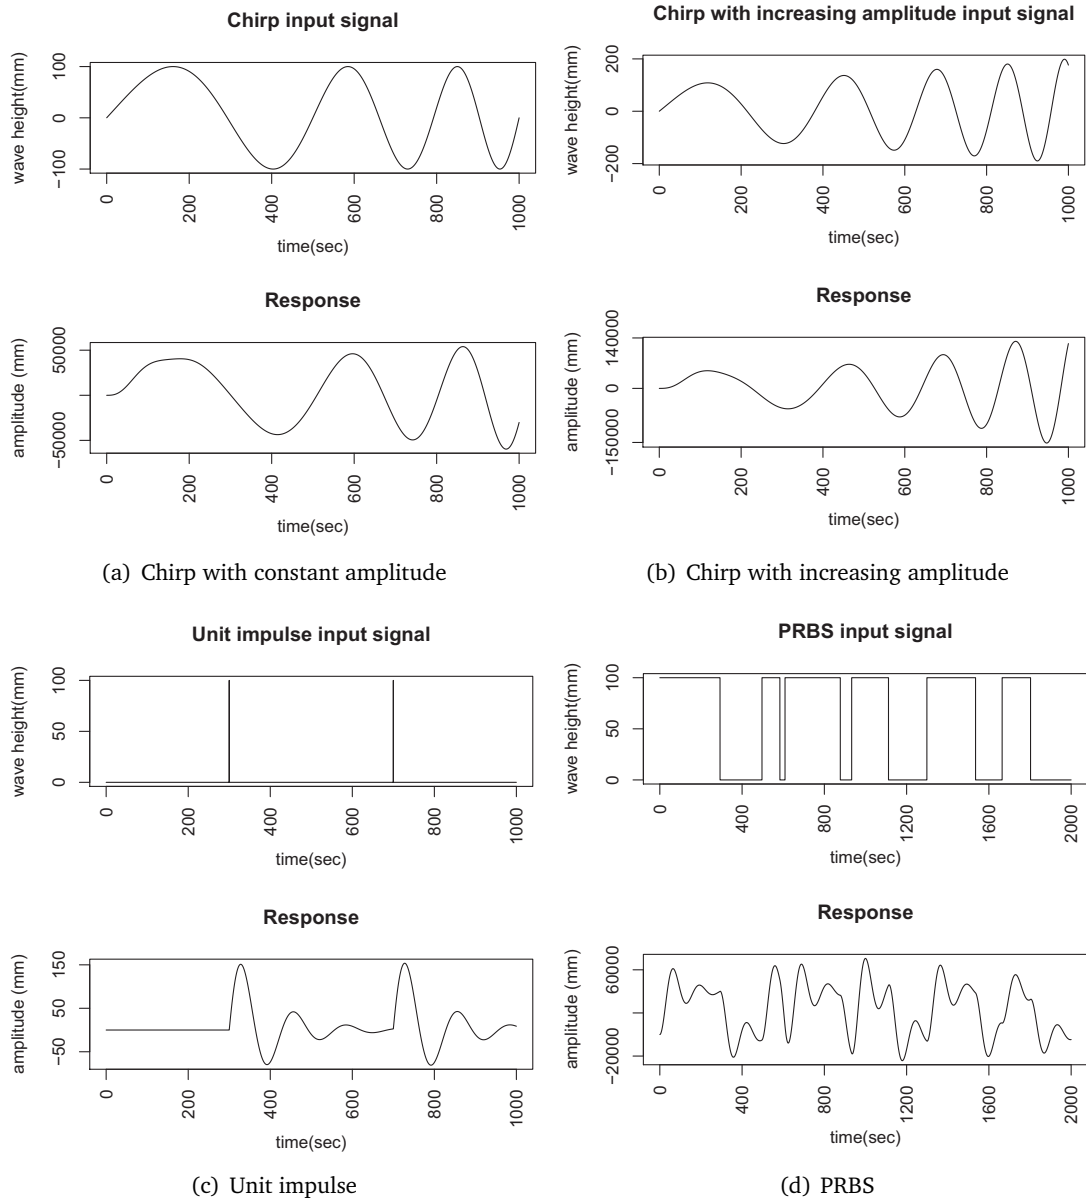 Chirp input signal
wave height(mm)
100
0
−100
0
200
400
600
800
1000
time(sec)
Response
amplitude (mm)
50000
−50000
0
200
400
600
800
1000
time(sec)
(a) Chirp with constant amplitude
Chirp with increasing amplitude input signal
wave height(mm)
200
0
−200
0
200
400
600
800
1000
time(sec)
Response
amplitude (mm)
140000
0
−150000
0
200
400
600
800
1000
time(sec)
(b) Chirp with increasing amplitude
Unit impulse input signal
wave height(mm)
100
50
0
0
200
400
600
800
1000
time(sec)
Response
amplitude (mm)
150
50
−50
0
200
400
600
800
1000
time(sec)
(c) Unit impulse
PRBS input signal
wave height(mm)
100
50
0
0
400
800
1200
1600
2000
time(sec)
Response
amplitude (mm)
60000
−20000
0
400
800
1200
1600
2000
time(sec)
(d) PRBS